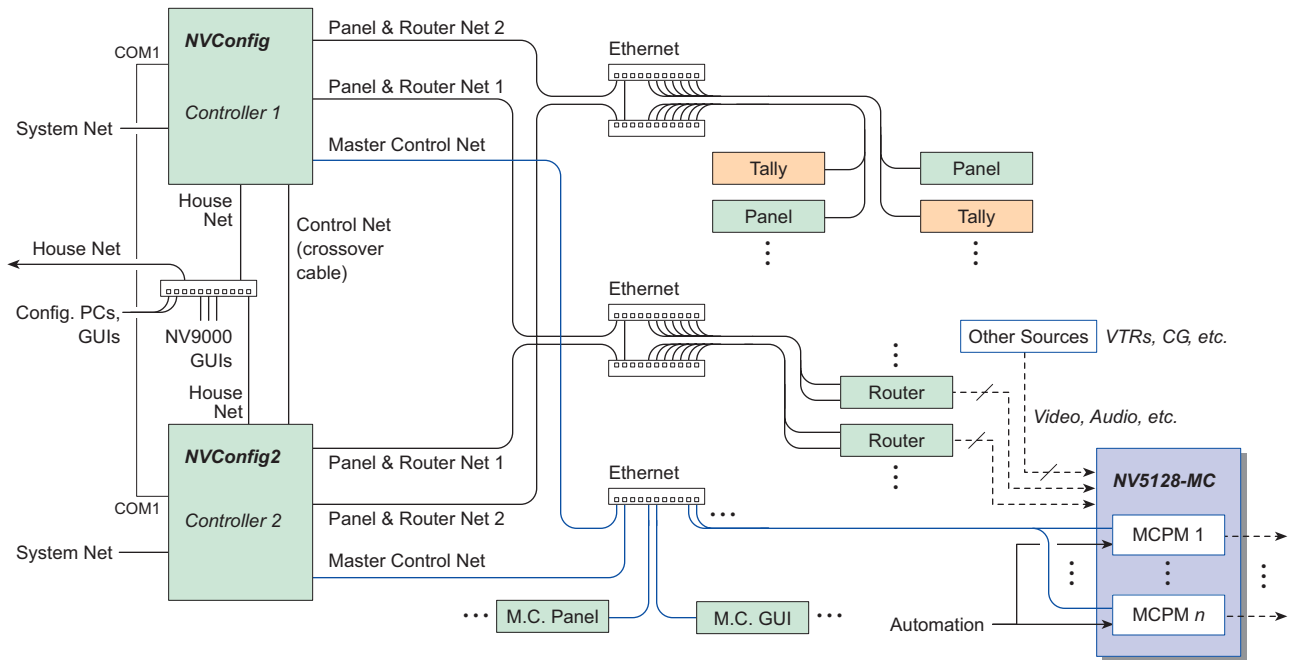 NVConfig
Controller 1
COM1
System Net
Panel & Router Net 2
Panel & Router Net 1
Master Control Net
Ethernet
Tally
Panel
Panel
Tally
House
Net
Control Net
(crossover
cable)
House Net
Config. PCs,
GUIs
NV9000
GUIs
House
Net
Ethernet
Router
Router
Other Sources
VTRs, CG, etc.
Video, Audio, etc.
NVConfig2
Controller 2
COM1
System Net
Panel & Router Net 1
Panel & Router Net 2
Master Control Net
Ethernet
M.C. Panel
M.C. GUI
NV5128-MC
MCPM 1
MCPM n
Automation